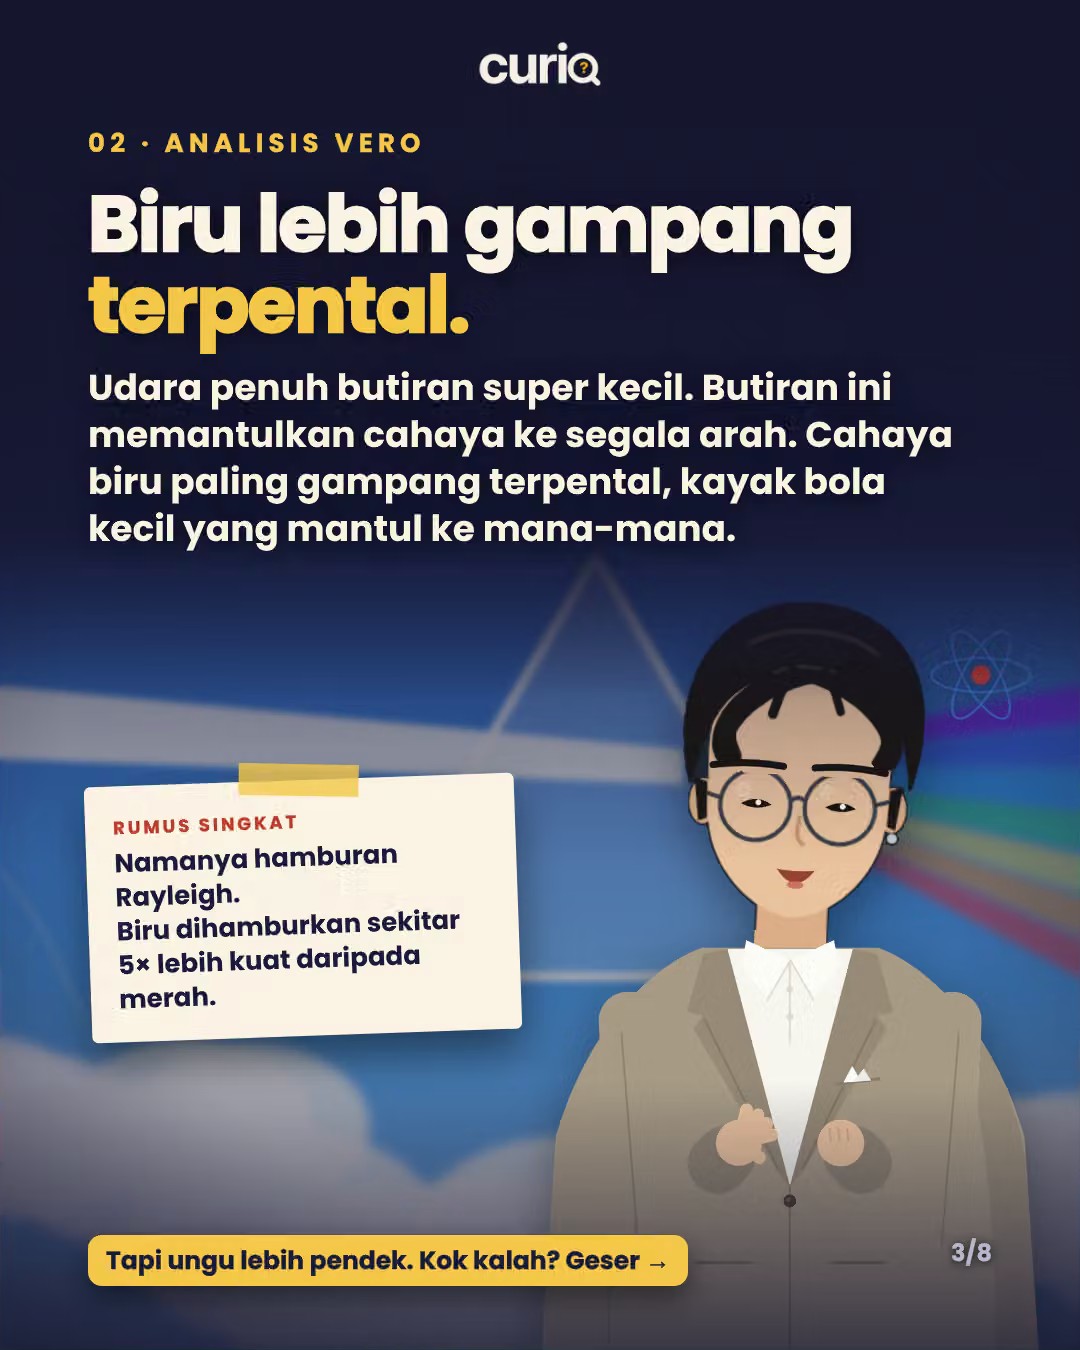 curio?
02 · ANALISIS VERO
Biru lebih gampang
terpental.
Udara penuh butiran super kecil. Butiran ini
memantulkan cahaya ke segala arah. Cahaya
biru paling gampang terpental, kayak bola
kecil yang mantul ke mana-mana.
RUMUS SINGKAT
Namanya hamburan
Rayleigh.
Biru dihamburkan sekitar
5× lebih kuat daripada
merah.
Tapi ungu lebih pendek. Kok kalah? Geser →
3/8